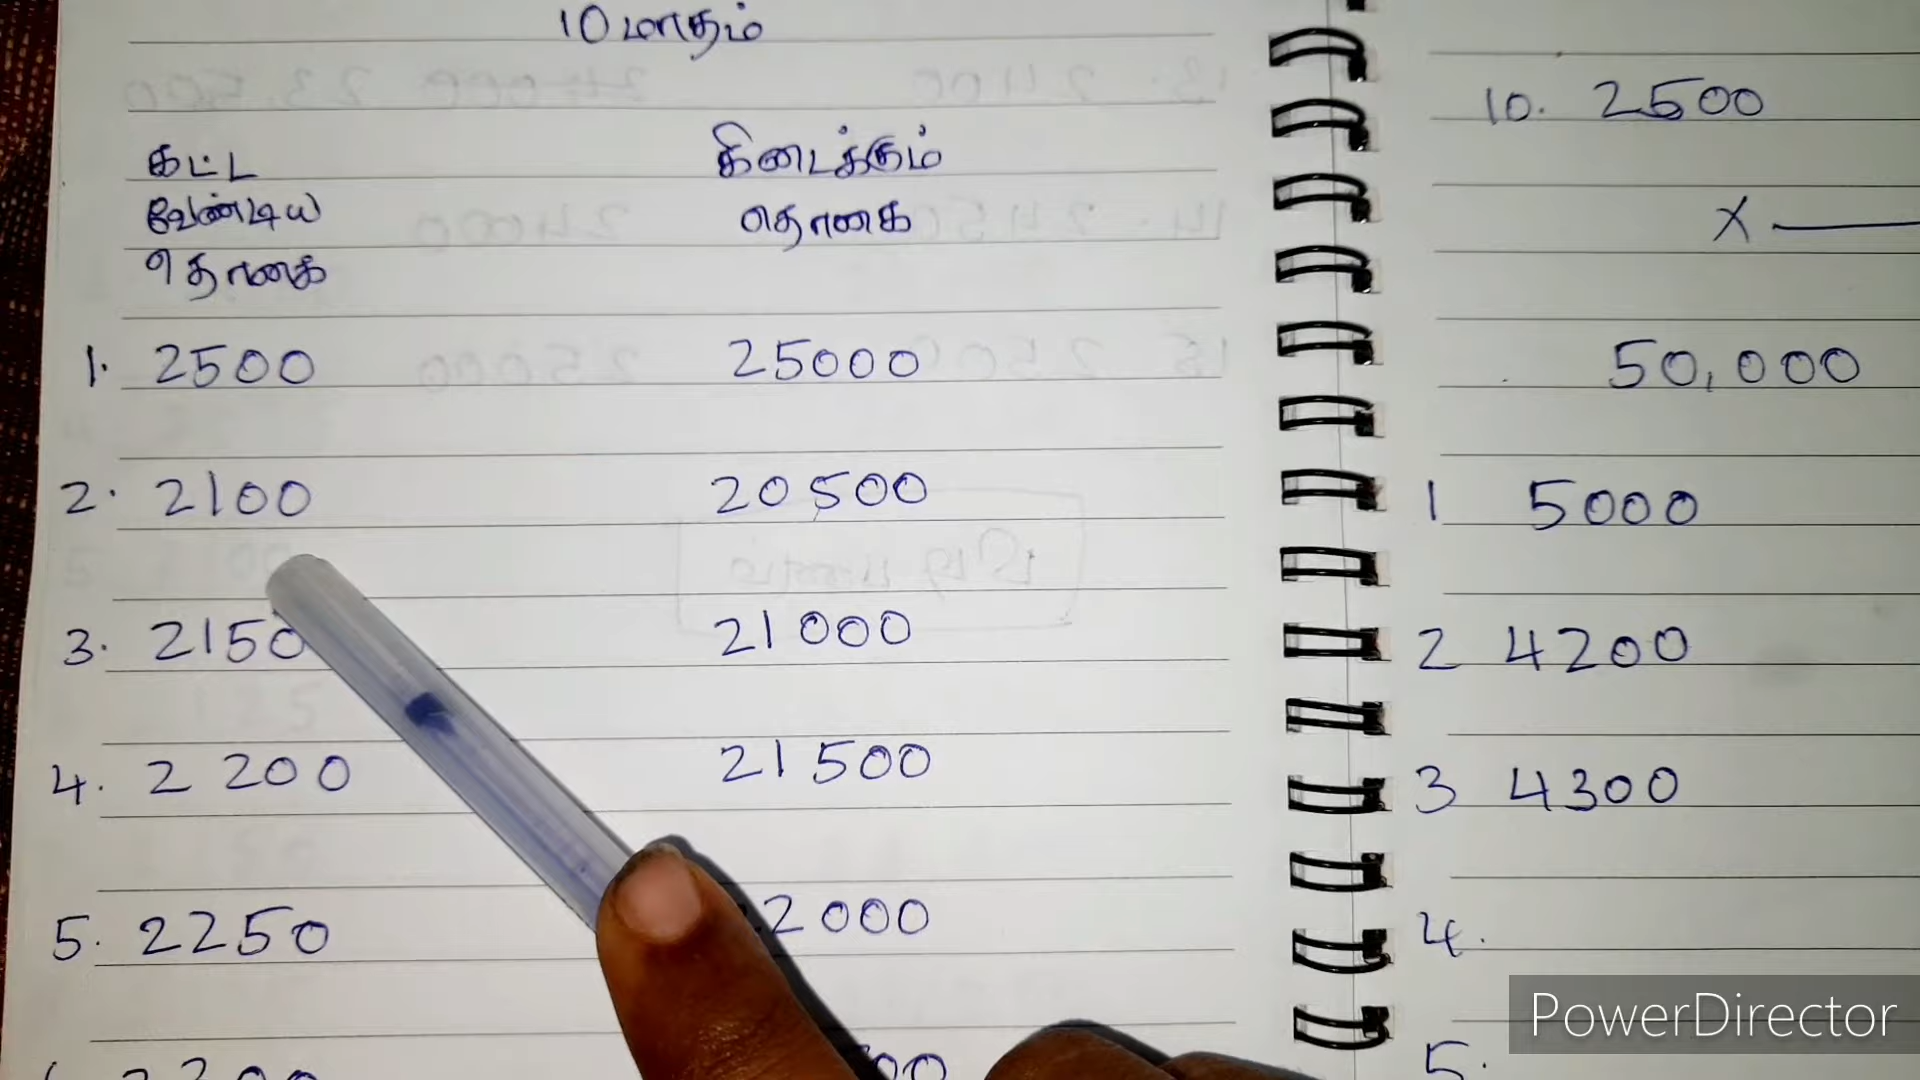 10 மாதம்
கட்ட கிடைக்கும்
வேண்டிய தொகை
தொகை
1. 2500 25000
2. 2100 20500
3. 2150 21000
4. 2200 21500
5. 2250 22000
10. 2500
X
50,000
1 5000
2 4200
3 4300
4.
5.
PowerDirector